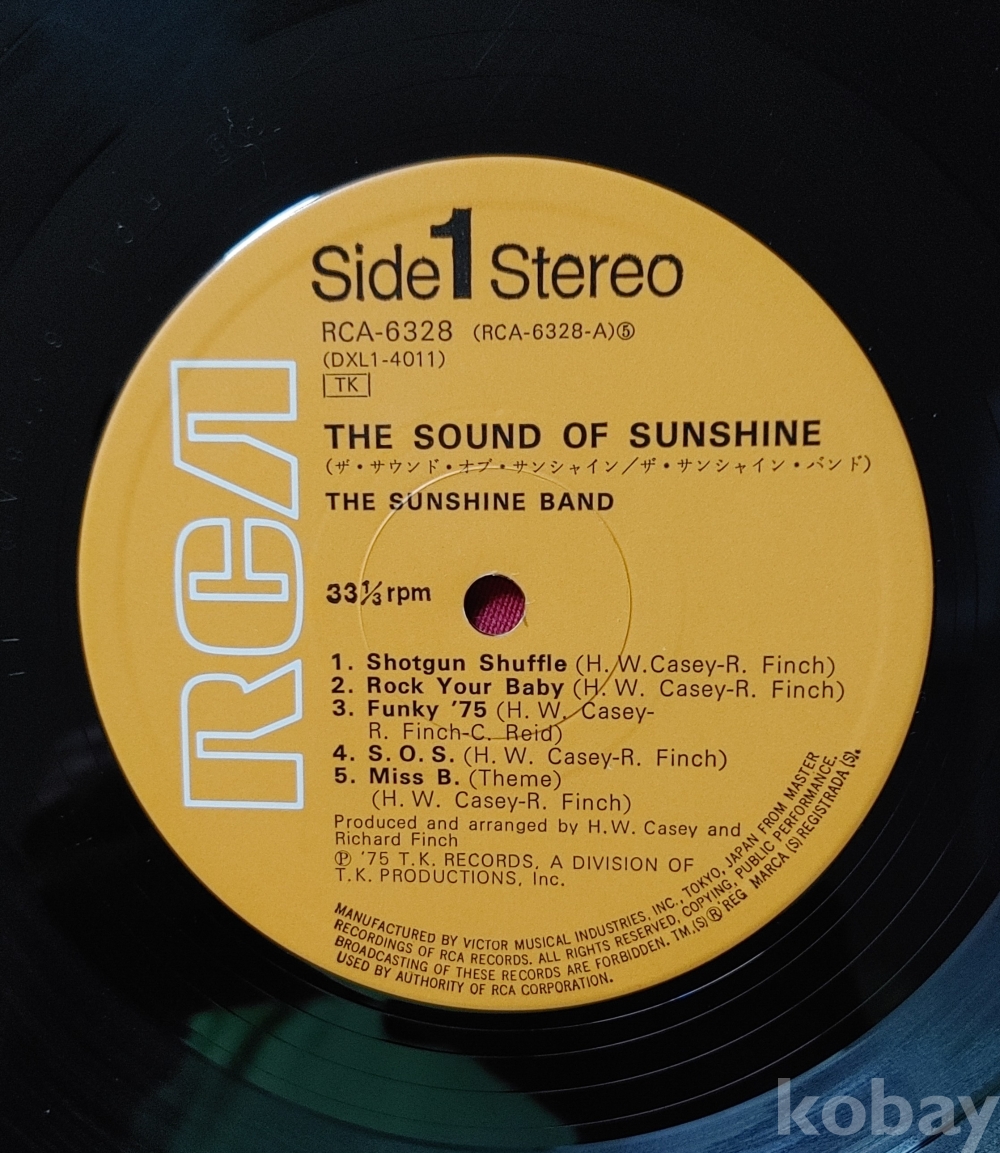 Side 1 Stereo
RCA-6328 (RCA-6328-A)⑤
(DXL1-4011)
TK
RCA
THE SOUND OF SUNSHINE
(ザ・サウンド・オブ・サンシャイン/ザ・サンシャイン・バンド)
THE SUNSHINE BAND
33⅓ rpm
1. Shotgun Shuffle (H. W.Casey-R. Finch)
2. Rock Your Baby (H. W. Casey-R. Finch)
3. Funky '75 (H. W. Casey-
R. Finch-C. Reid)
4. S.O.S. (H. W. Casey-R. Finch)
5. Miss B. (Theme)
(H. W. Casey-R. Finch)
Produced and arranged by H.W. Casey and
Richard Finch
Ⓟ '75 T.K. RECORDS, A DIVISION OF
T.K. PRODUCTIONS, Inc.
MANUFACTURED BY VICTOR MUSICAL INDUSTRIES, INC., TOKYO, JAPAN FROM MASTER
RECORDINGS OF RCA RECORDS. ALL RIGHTS RESERVED, COPYING, PUBLIC PERFORMANCE,
BROADCASTING OF THESE RECORDS ARE FORBIDDEN. TM.(S)Ⓡ REG MARCA (S) REGISTRADA (S).
USED BY AUTHORITY OF RCA CORPORATION.
kobay